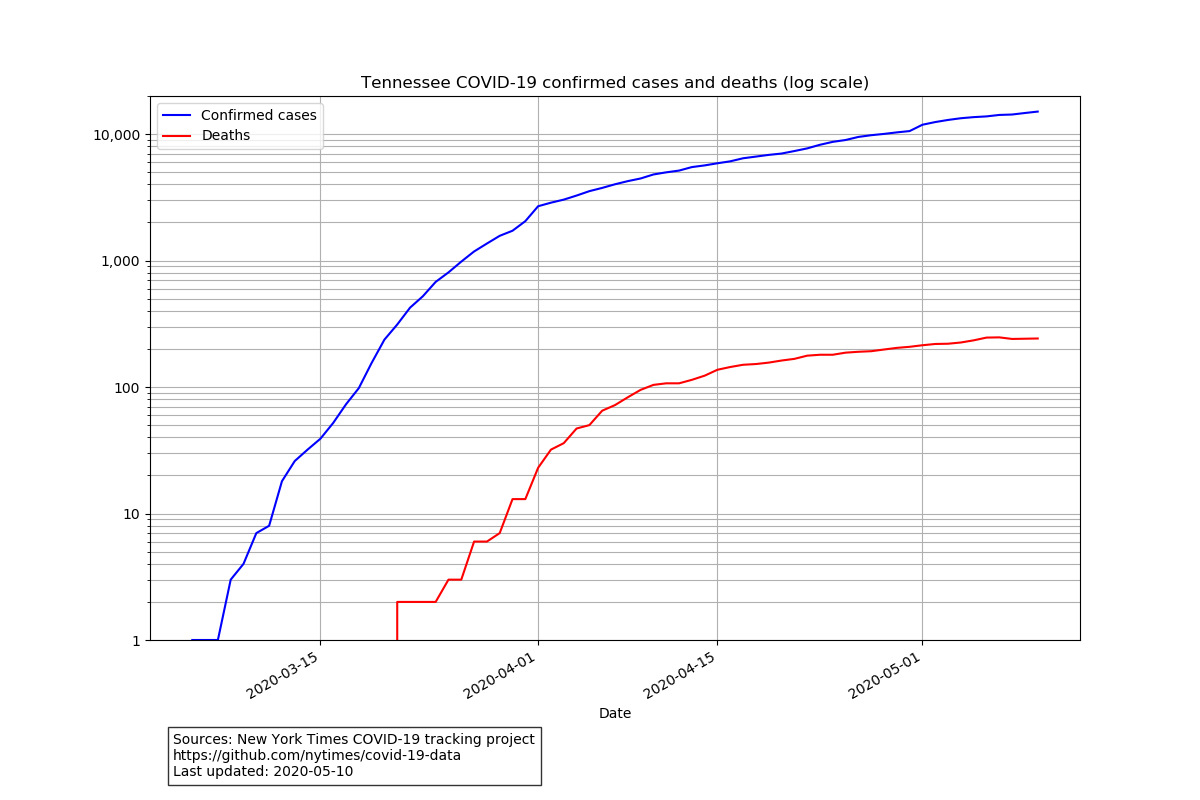 Tennessee COVID-19 confirmed cases and deaths (log scale)
Confirmed cases
Deaths
10,000
1,000
100
10
1
2020-03-15
2020-04-01
2020-04-15
2020-05-01
Date
Sources: New York Times COVID-19 tracking project
https://github.com/nytimes/covid-19-data
Last updated: 2020-05-10